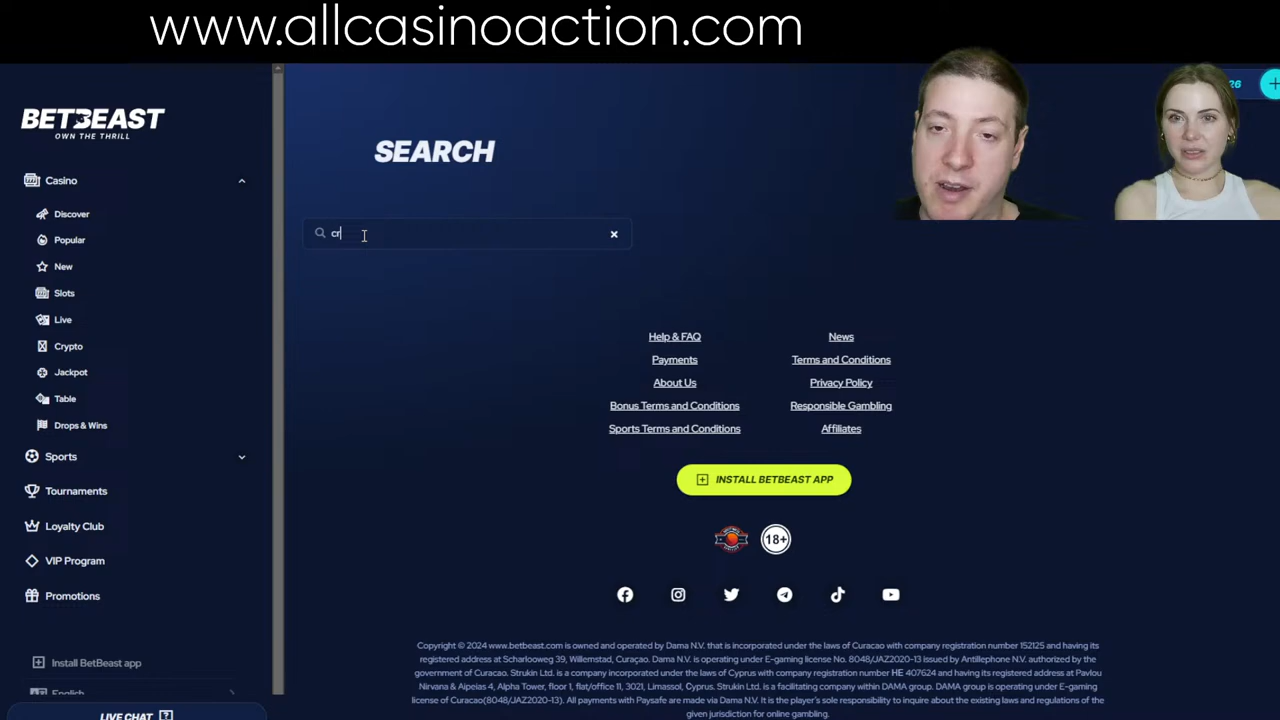 www.allcasinoaction.com
BETBEAST
OWN THE THRILL
26
Casino
Discover
Popular
New
Slots
Live
Crypto
Jackpot
Table
Drops & Wins
Sports
Tournaments
Loyalty Club
VIP Program
Promotions
Install BetBeast app
English
LIVE CHAT
SEARCH
cr
Help & FAQ
Payments
About Us
Bonus Terms and Conditions
Sports Terms and Conditions
News
Terms and Conditions
Privacy Policy
Responsible Gambling
Affiliates
INSTALL BETBEAST APP
18+
Copyright © 2024 www.betbeast.com is owned and operated by Dama N.V. that is incorporated under the laws of Curacao with company registration number 152125 and having its
registered address at Scharlooweg 39, Willemstad, Curaçao. Dama N.V. is operating under E-gaming license No. 8048/JAZ2020-13 issued by Antillephone N.V. authorized by the
government of Curacao. Strukin Ltd. is a company incorporated under the laws of Cyprus with company registration number HE 407624 and having its registered address at Pavlou
Nirvana & Aipeias 4, Alpha Tower, floor 1, flat/office 11, 3021, Limassol, Cyprus. Strukin Ltd. is a facilitating company within DAMA group. DAMA group is operating under e-gaming
license of Curacao(8048/JAZ2020-13). All payments with Paysafe are made via Dama N.V. It is the player's sole responsibility to inquire about the existing laws and regulations of the
given jurisdiction for online gambling.